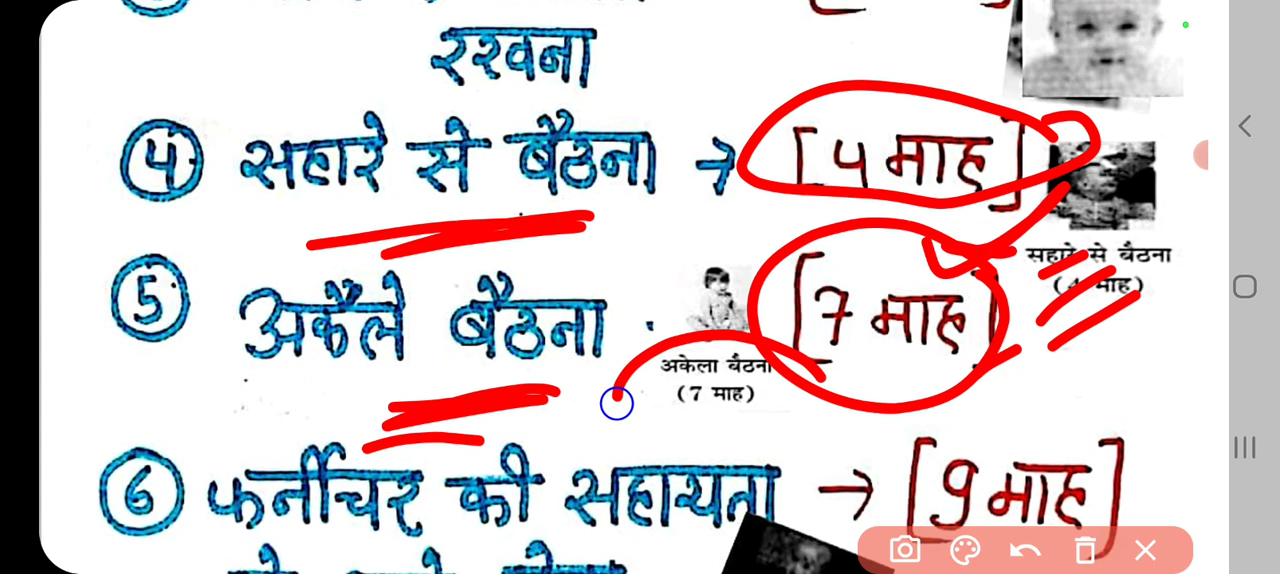 रखना
④ सहारे से बैठना → [4 माह]
सहारे से बैठना
(4 माह)
⑤ अकैले बैठना . [7 माह]
अकेला बैठना
(7 माह)
⑥ फर्नीचर की सहायता → [9 माह]